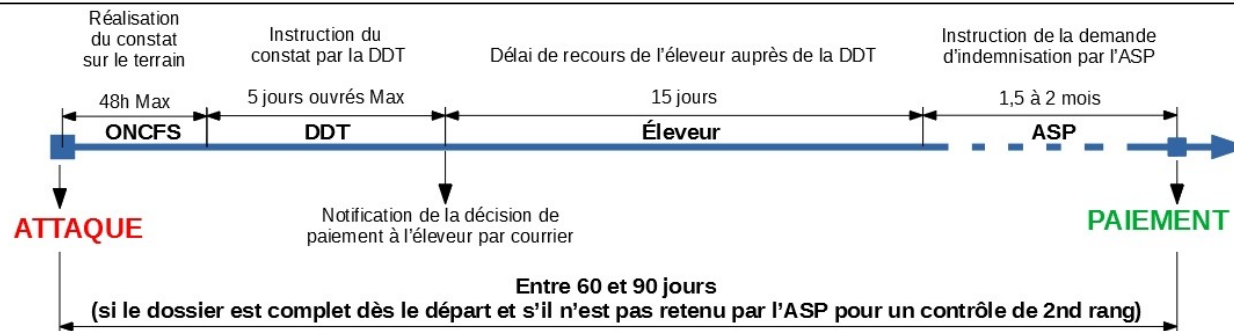 Réalisation
du constat
sur le terrain
Instruction du
constat par la DDT
Délai de recours de l’éleveur auprès de la DDT
Instruction de la demande
d’indemnisation par l’ASP
48h Max
5 jours ouvrés Max
15 jours
1,5 à 2 mois
ONCFS
DDT
Éleveur
ASP
ATTAQUE
Notification de la décision de
paiement à l’éleveur par courrier
PAIEMENT
Entre 60 et 90 jours
(si le dossier est complet dès le départ et s’il n’est pas retenu par l’ASP pour un contrôle de 2nd rang)